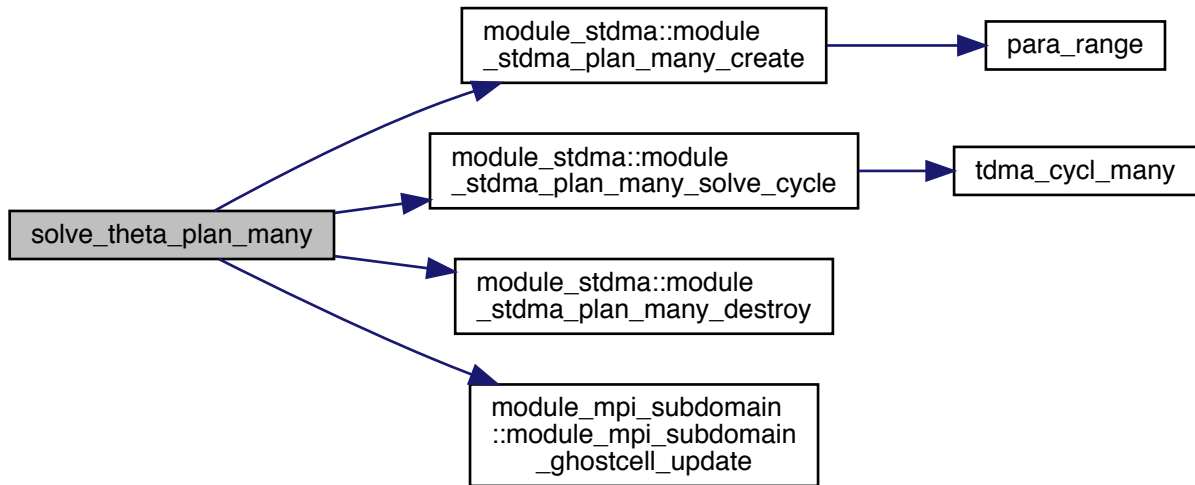 module_stdma::module
_stdma_plan_many_create
para_range
module_stdma::module
_stdma_plan_many_solve_cycle
tdma_cycl_many
solve_theta_plan_many
module_stdma::module
_stdma_plan_many_destroy
module_mpi_subdomain
::module_mpi_subdomain
_ghostcell_update